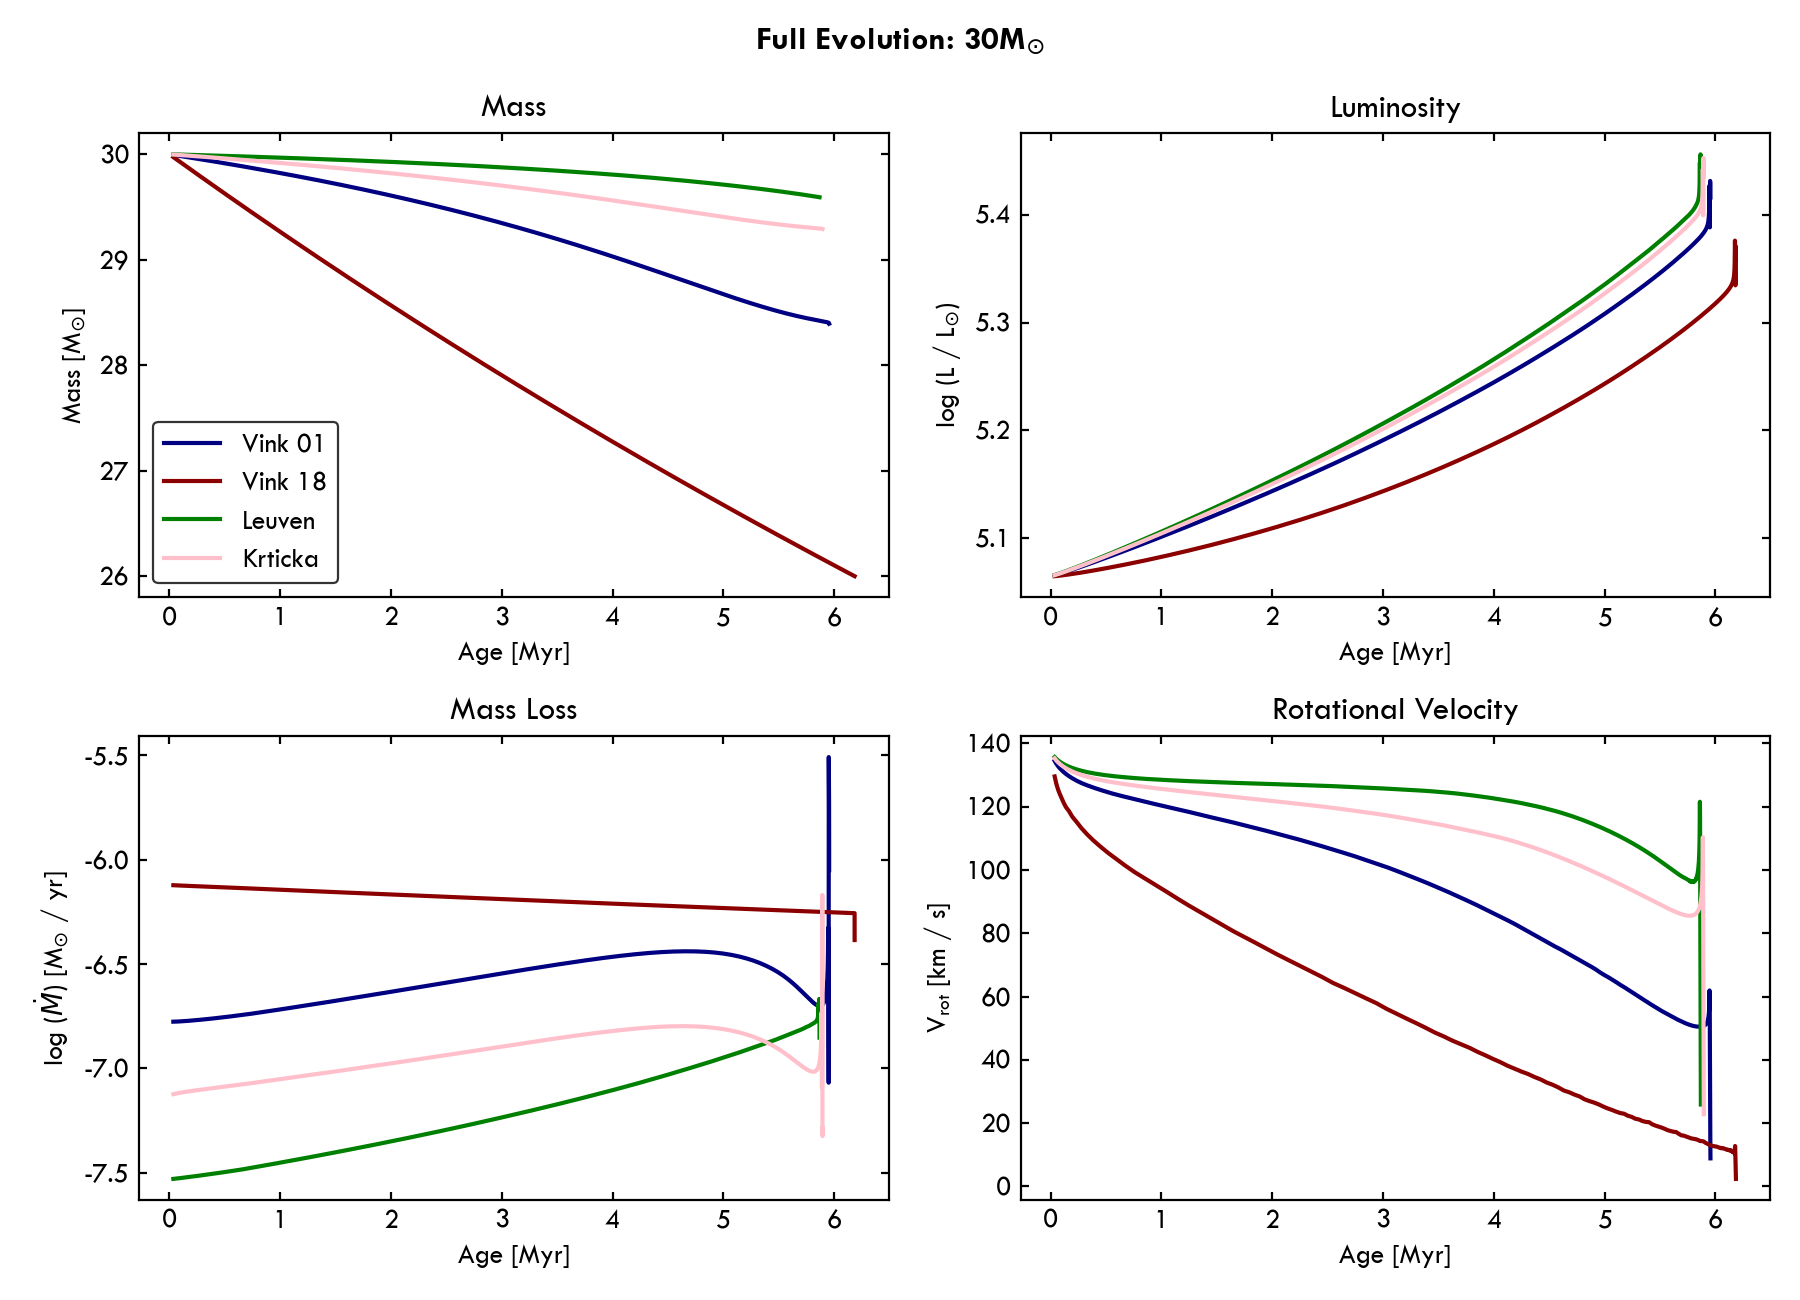 Full Evolution: 30M☉
Mass
30
29
28
27
26
Mass [M☉]
Vink 01
Vink 18
Leuven
Krticka
0 1 2 3 4 5 6
Age [Myr]
Luminosity
5.4
5.3
5.2
5.1
log (L / L☉)
0 1 2 3 4 5 6
Age [Myr]
Mass Loss
-5.5
-6.0
-6.5
-7.0
-7.5
log (Ṁ) [M☉ / yr]
0 1 2 3 4 5 6
Age [Myr]
Rotational Velocity
140
120
100
80
60
40
20
0
Vrot [km / s]
0 1 2 3 4 5 6
Age [Myr]